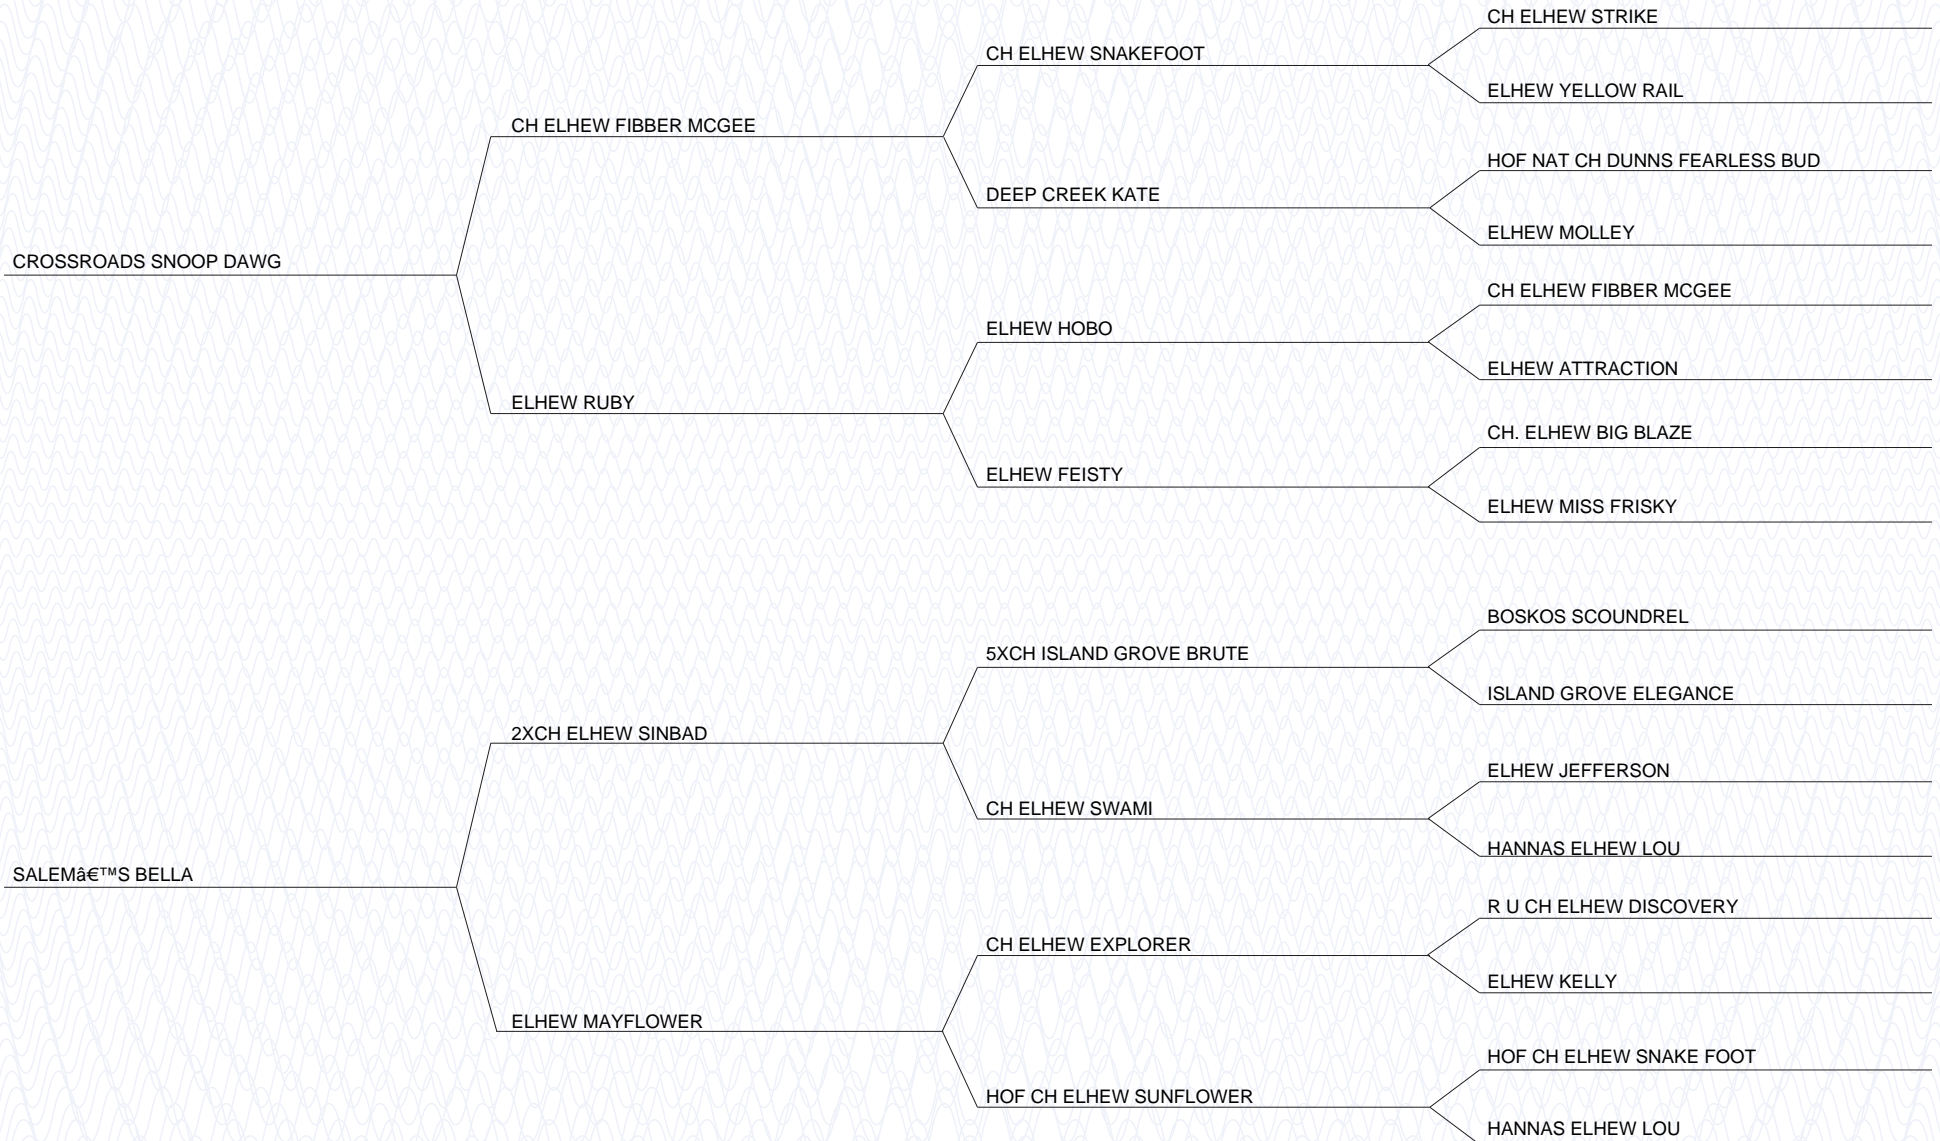 CH ELHEW STRIKE
CH ELHEW SNAKEFOOT
ELHEW YELLOW RAIL
CH ELHEW FIBBER MCGEE
HOF NAT CH DUNNS FEARLESS BUD
DEEP CREEK KATE
ELHEW MOLLEY
CROSSROADS SNOOP DAWG
CH ELHEW FIBBER MCGEE
ELHEW HOBO
ELHEW ATTRACTION
ELHEW RUBY
CH. ELHEW BIG BLAZE
ELHEW FEISTY
ELHEW MISS FRISKY
BOSKOS SCOUNDREL
5XCH ISLAND GROVE BRUTE
ISLAND GROVE ELEGANCE
2XCH ELHEW SINBAD
ELHEW JEFFERSON
CH ELHEW SWAMI
HANNAS ELHEW LOU
SALEMâ€™S BELLA
R U CH ELHEW DISCOVERY
CH ELHEW EXPLORER
ELHEW KELLY
ELHEW MAYFLOWER
HOF CH ELHEW SNAKE FOOT
HOF CH ELHEW SUNFLOWER
HANNAS ELHEW LOU